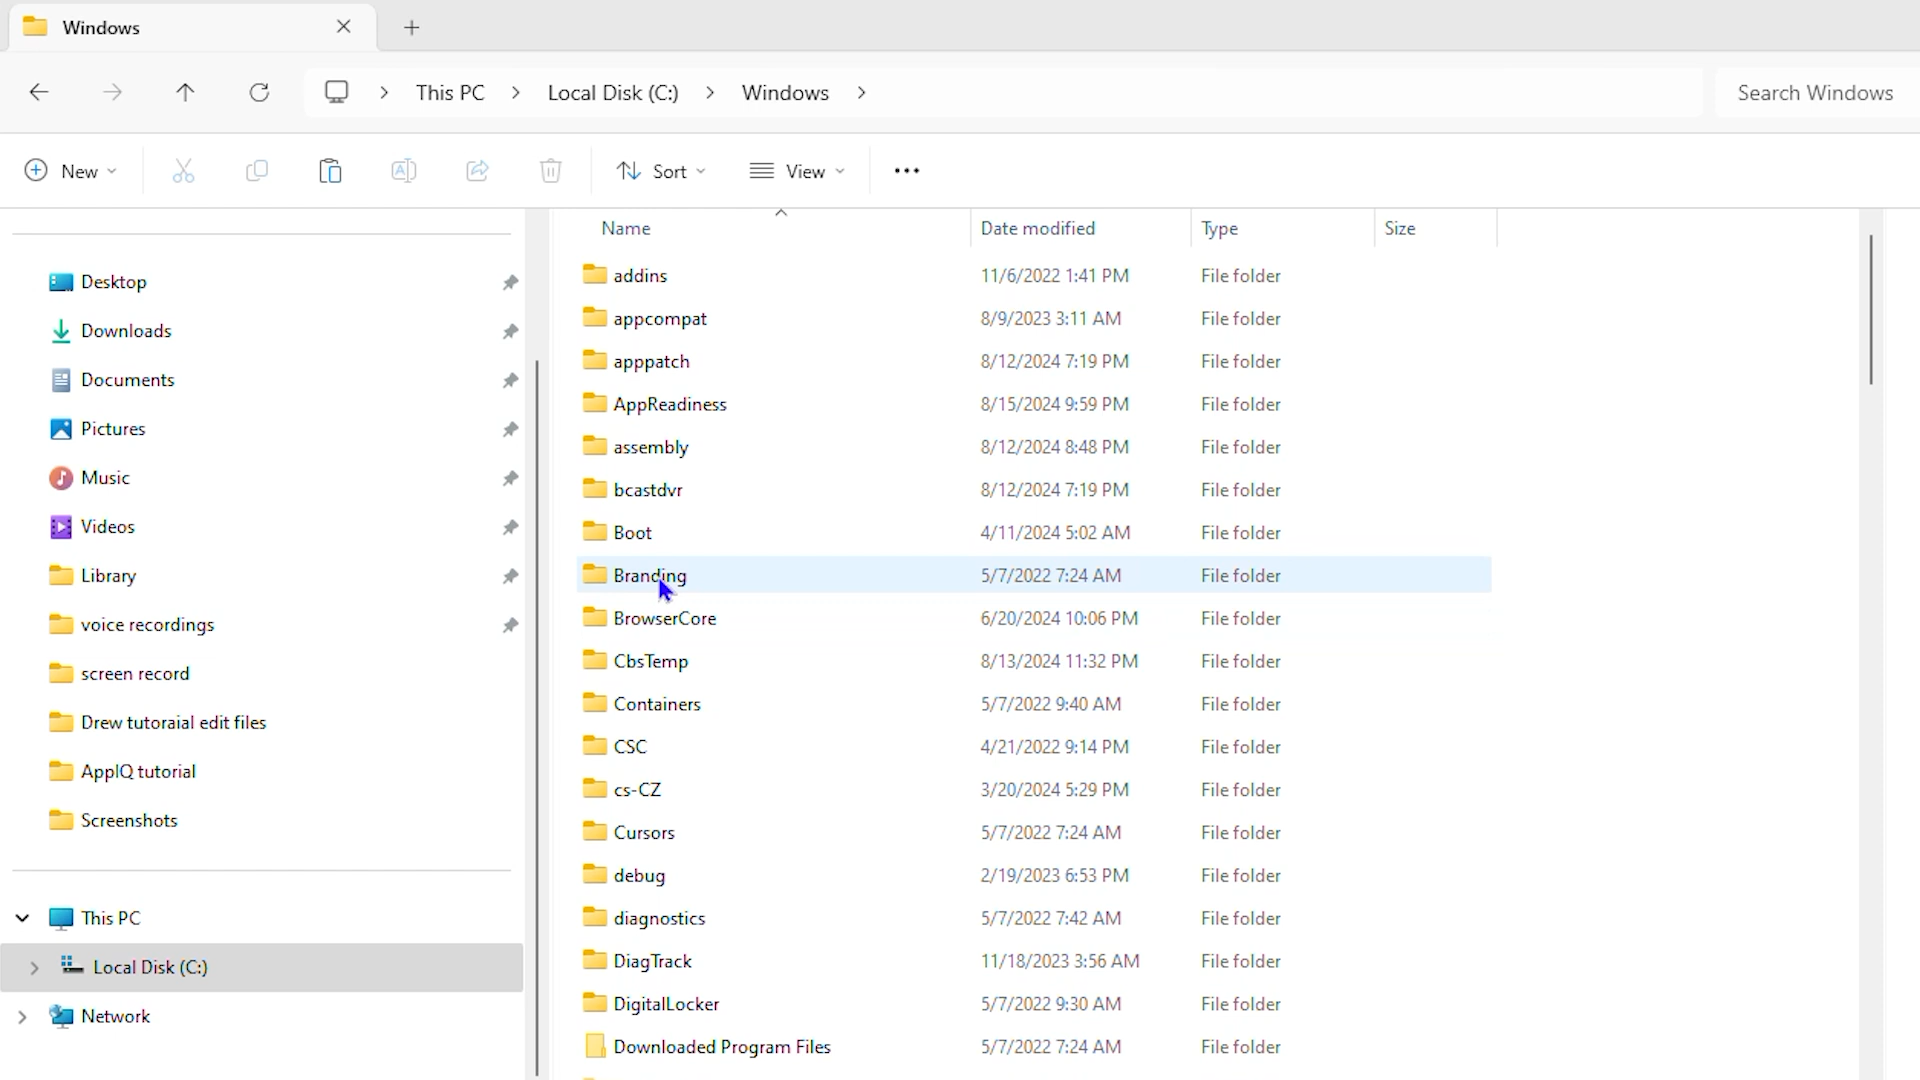 Windows
This PC > Local Disk (C:) > Windows >
Search Windows
New
Sort
View
Name Date modified Type Size
Desktop
Downloads
Documents
Pictures
Music
Videos
Library
voice recordings
screen record
Drew tutoraial edit files
ApplQ tutorial
Screenshots
This PC
Local Disk (C:)
Network
addins 11/6/2022 1:41 PM File folder
appcompat 8/9/2023 3:11 AM File folder
apppatch 8/12/2024 7:19 PM File folder
AppReadiness 8/15/2024 9:59 PM File folder
assembly 8/12/2024 8:48 PM File folder
bcastdvr 8/12/2024 7:19 PM File folder
Boot 4/11/2024 5:02 AM File folder
Branding 5/7/2022 7:24 AM File folder
BrowserCore 6/20/2024 10:06 PM File folder
CbsTemp 8/13/2024 11:32 PM File folder
Containers 5/7/2022 9:40 AM File folder
CSC 4/21/2022 9:14 PM File folder
cs-CZ 3/20/2024 5:29 PM File folder
Cursors 5/7/2022 7:24 AM File folder
debug 2/19/2023 6:53 PM File folder
diagnostics 5/7/2022 7:42 AM File folder
DiagTrack 11/18/2023 3:56 AM File folder
DigitalLocker 5/7/2022 9:30 AM File folder
Downloaded Program Files 5/7/2022 7:24 AM File folder